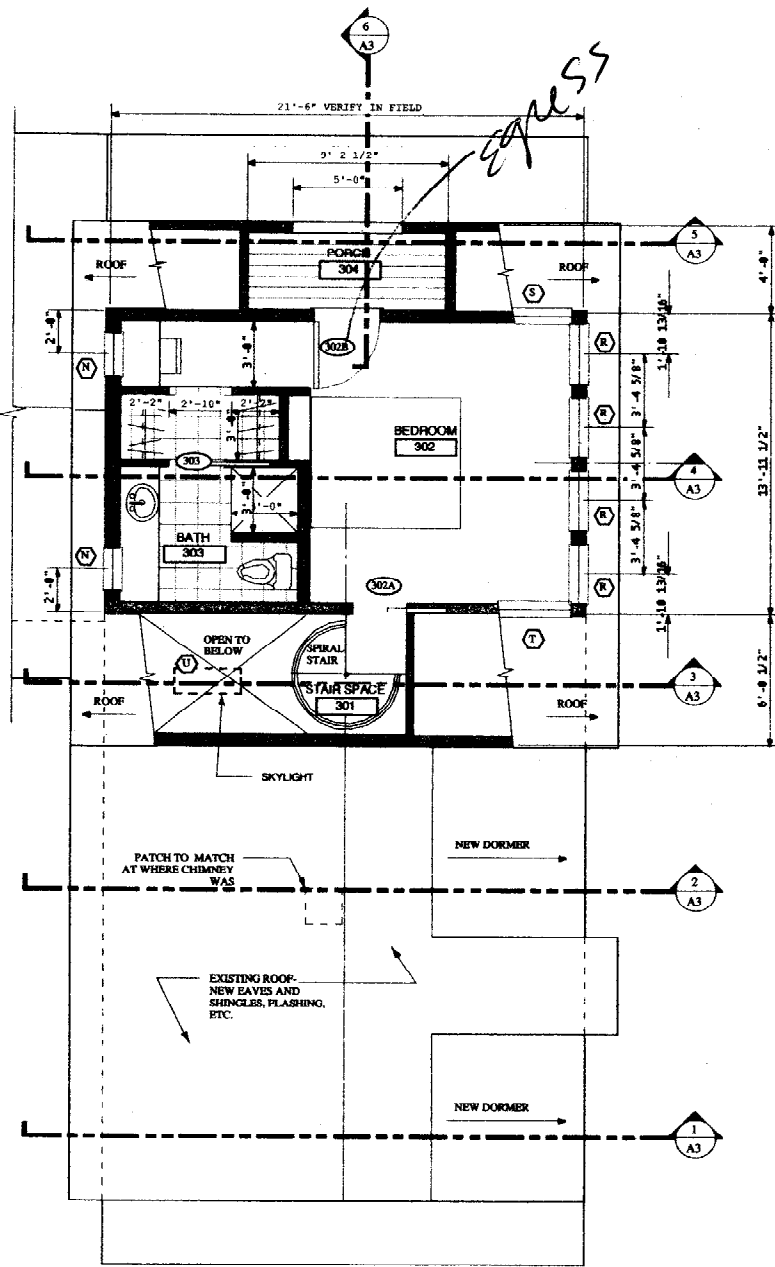 6
A3
egress
21'-6" VERIFY IN FIELD
9' 2 1/2"
5'-0"
5
A3
4'-0"
ROOF
PORCH
304
ROOF
S
2'-0"
N
3'-0"
302B
R
1'-10 13/16"
3'-4 5/8"
2'-2"
2'-10"
2'-2"
3'-0"
BEDROOM
302
R
3'-4 5/8"
13'-11 1/2"
303
4
A3
3'-0"
BATH
303
R
3'-4 5/8"
N
2'-0"
302A
R
1'-10 13/16"
T
OPEN TO
BELOW
U
SPIRAL
STAIR
STAIR SPACE
301
3
A3
ROOF
ROOF
SKYLIGHT
PATCH TO MATCH
AT WHERE CHIMNEY
WAS
NEW DORMER
2
A3
EXISTING ROOF-
NEW EAVES AND
SHINGLES, FLASHING,
ETC.
NEW DORMER
1
A3